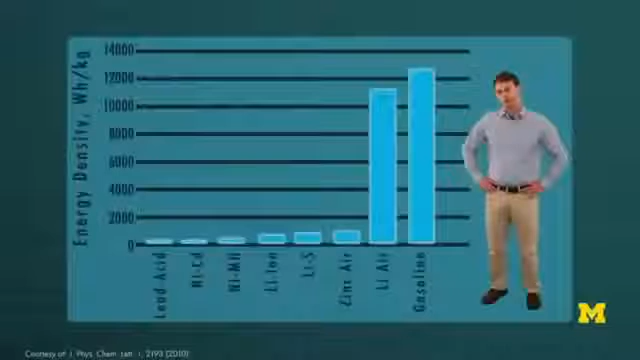 Energy Density, Wh/kg
14000
12000
10000
8000
6000
4000
2000
0
Lead-Acid
Ni-Cd
Ni-MH
Li-Ion
Li-S
Zinc Air
Li Air
Gasoline
M